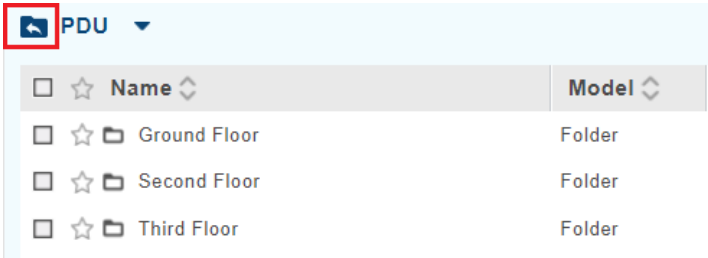 PDU
Name Model
Ground Floor Folder
Second Floor Folder
Third Floor Folder